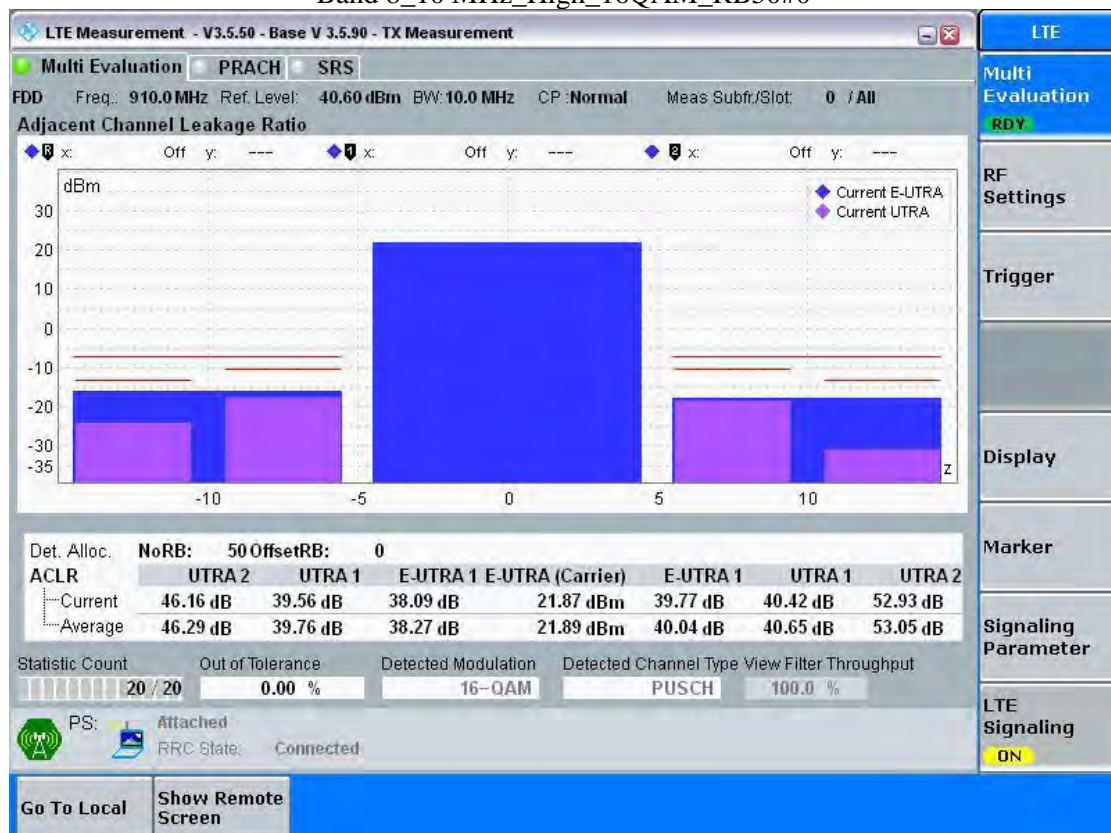 Band 8_10 MHz_High_16QAM_RB50#0
LTE Measurement - V3.5.50 - Base V 3.5.90 - TX Measurement
LTE
Multi Evaluation PRACH SRS
Multi Evaluation
RDY
FDD Freq.: 910.0 MHz Ref. Level: 40.60 dBm BW: 10.0 MHz CP :Normal Meas Subfr./Slot: 0 / All
Adjacent Channel Leakage Ratio
R x: Off y: --- 1 x: Off y: --- 2 x: Off y: ---
dBm
Current E-UTRA
Current UTRA
30
20
10
0
-10
-20
-30
-35
z
-10 -5 0 5 10
RF Settings
Trigger
Display
Marker
Signaling Parameter
LTE Signaling
ON
Det. Alloc. NoRB: 50 OffsetRB: 0
ACLR UTRA 2 UTRA 1 E-UTRA 1 E-UTRA (Carrier) E-UTRA 1 UTRA 1 UTRA 2
Current 46.16 dB 39.56 dB 38.09 dB 21.87 dBm 39.77 dB 40.42 dB 52.93 dB
Average 46.29 dB 39.76 dB 38.27 dB 21.89 dBm 40.04 dB 40.65 dB 53.05 dB
Statistic Count Out of Tolerance Detected Modulation Detected Channel Type View Filter Throughput
20 / 20 0.00 % 16-QAM PUSCH 100.0 %
PS: Attached
RRC State: Connected
Go To Local
Show Remote Screen